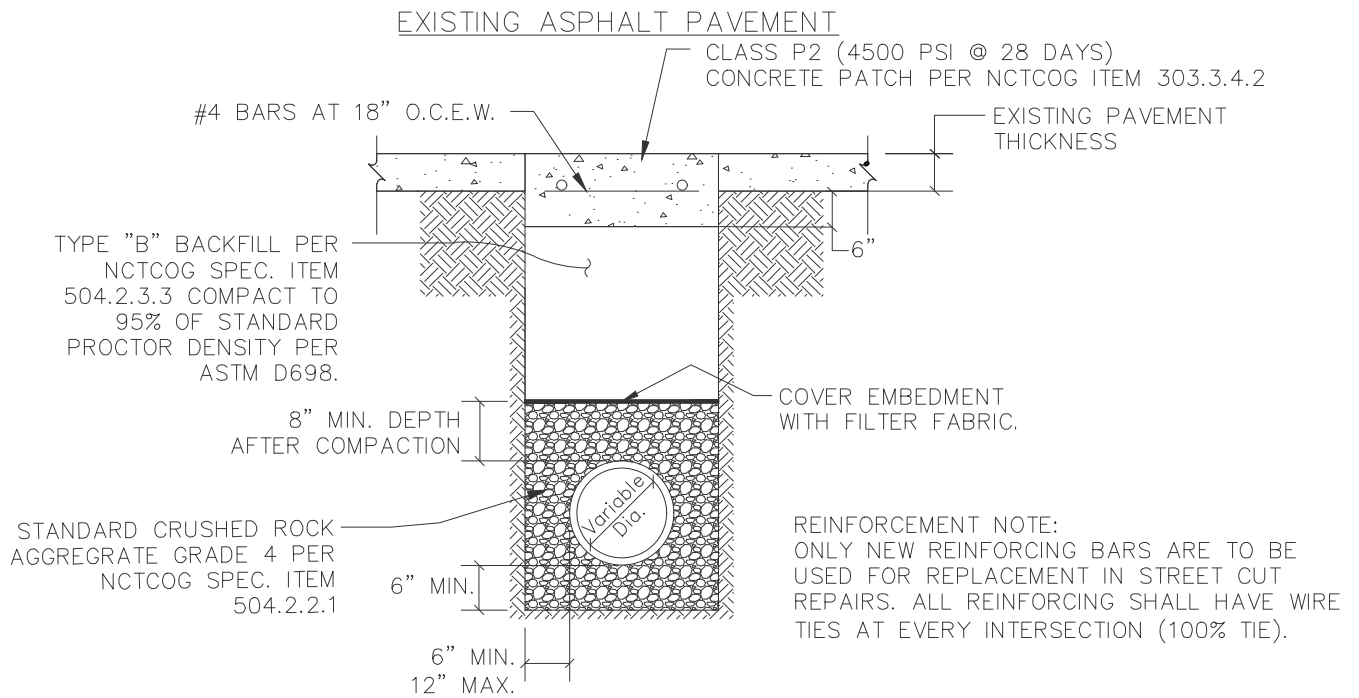 EXISTING ASPHALT PAVEMENT
CLASS P2 (4500 PSI @ 28 DAYS)
CONCRETE PATCH PER NCTCOG ITEM 303.3.4.2
#4 BARS AT 18" O.C.E.W.
EXISTING PAVEMENT
THICKNESS
6"
TYPE "B" BACKFILL PER
NCTCOG SPEC. ITEM
504.2.3.3 COMPACT TO
95% OF STANDARD
PROCTOR DENSITY PER
ASTM D698.
COVER EMBEDMENT
WITH FILTER FABRIC.
8" MIN. DEPTH
AFTER COMPACTION
Variable
Dia.
STANDARD CRUSHED ROCK
AGGREGRATE GRADE 4 PER
NCTCOG SPEC. ITEM
504.2.2.1
6" MIN.
6" MIN.
12" MAX.
REINFORCEMENT NOTE:
ONLY NEW REINFORCING BARS ARE TO BE
USED FOR REPLACEMENT IN STREET CUT
REPAIRS. ALL REINFORCING SHALL HAVE WIRE
TIES AT EVERY INTERSECTION (100% TIE).